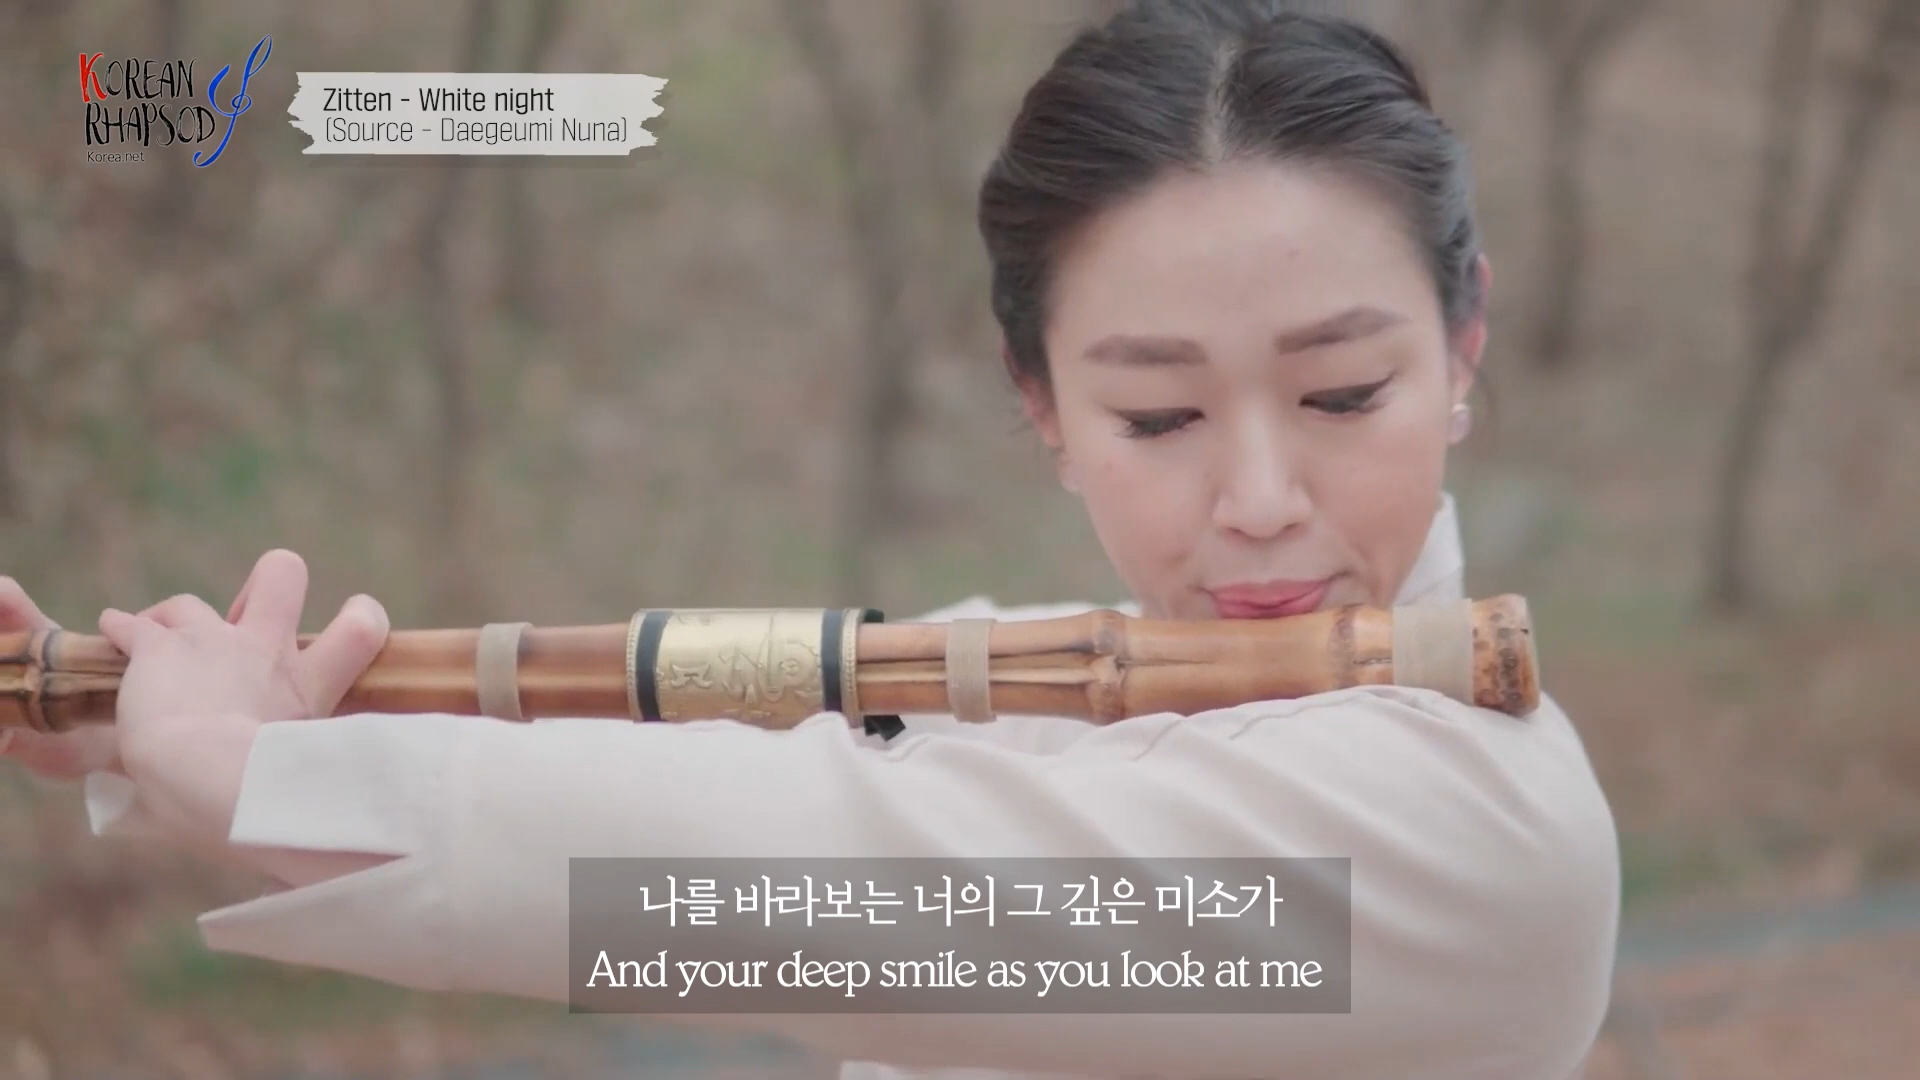 KOREAN
RHAPSODY
Korea.net
Zitten - White night
(Source - Daegeumi Nuna)
나를 바라보는 너의 그 깊은 미소가
And your deep smile as you look at me